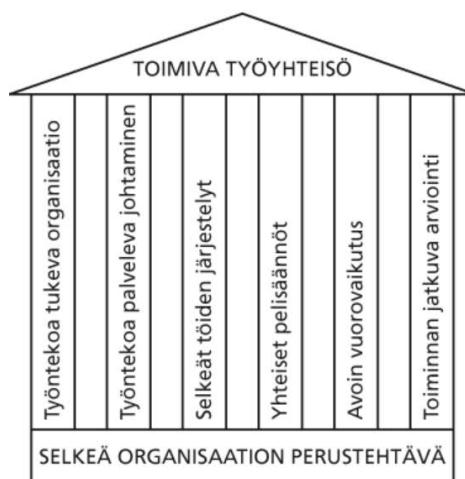 TOIMIVA TYÖYHTEISÖ
Työntekoa tukeva organisaatio
Työntekoa palveleva johtaminen
Selkeät töiden järjestelyt
Yhteiset pelisäännöt
Avoin vuorovaikutus
Toiminnan jatkuva arviointi
SELKEÄ ORGANISAATION PERUSTEHTÄVÄ